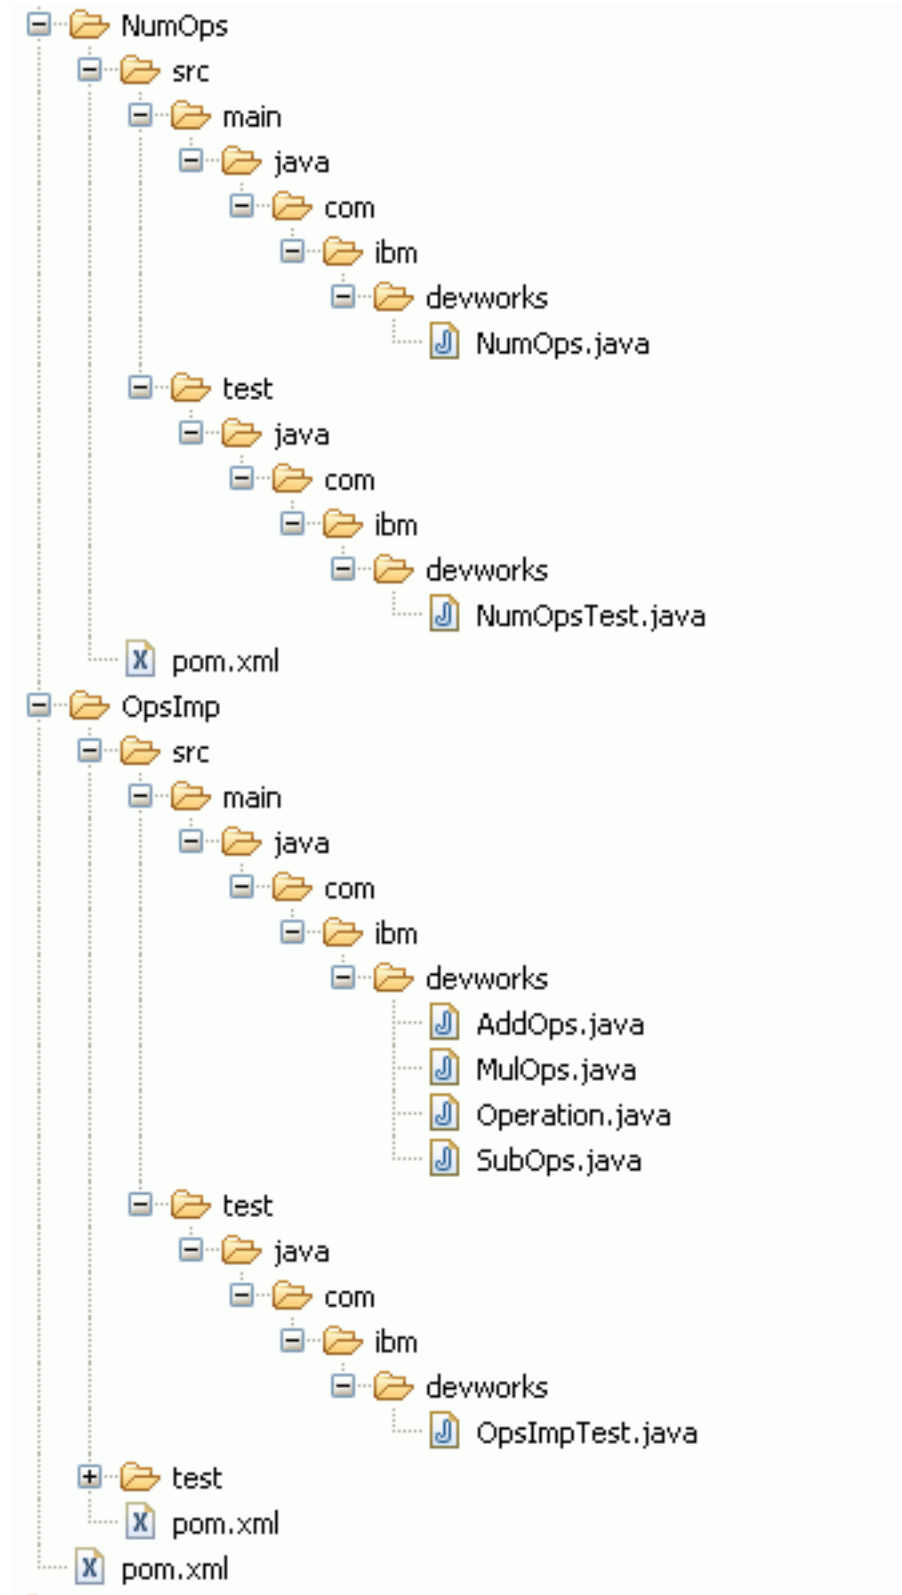 NumOps
src
main
java
com
ibm
devworks
NumOps.java
test
java
com
ibm
devworks
NumOpsTest.java
pom.xml
OpsImp
src
main
java
com
ibm
devworks
AddOps.java
MulOps.java
Operation.java
SubOps.java
test
java
com
ibm
devworks
OpsImpTest.java
test
pom.xml
pom.xml